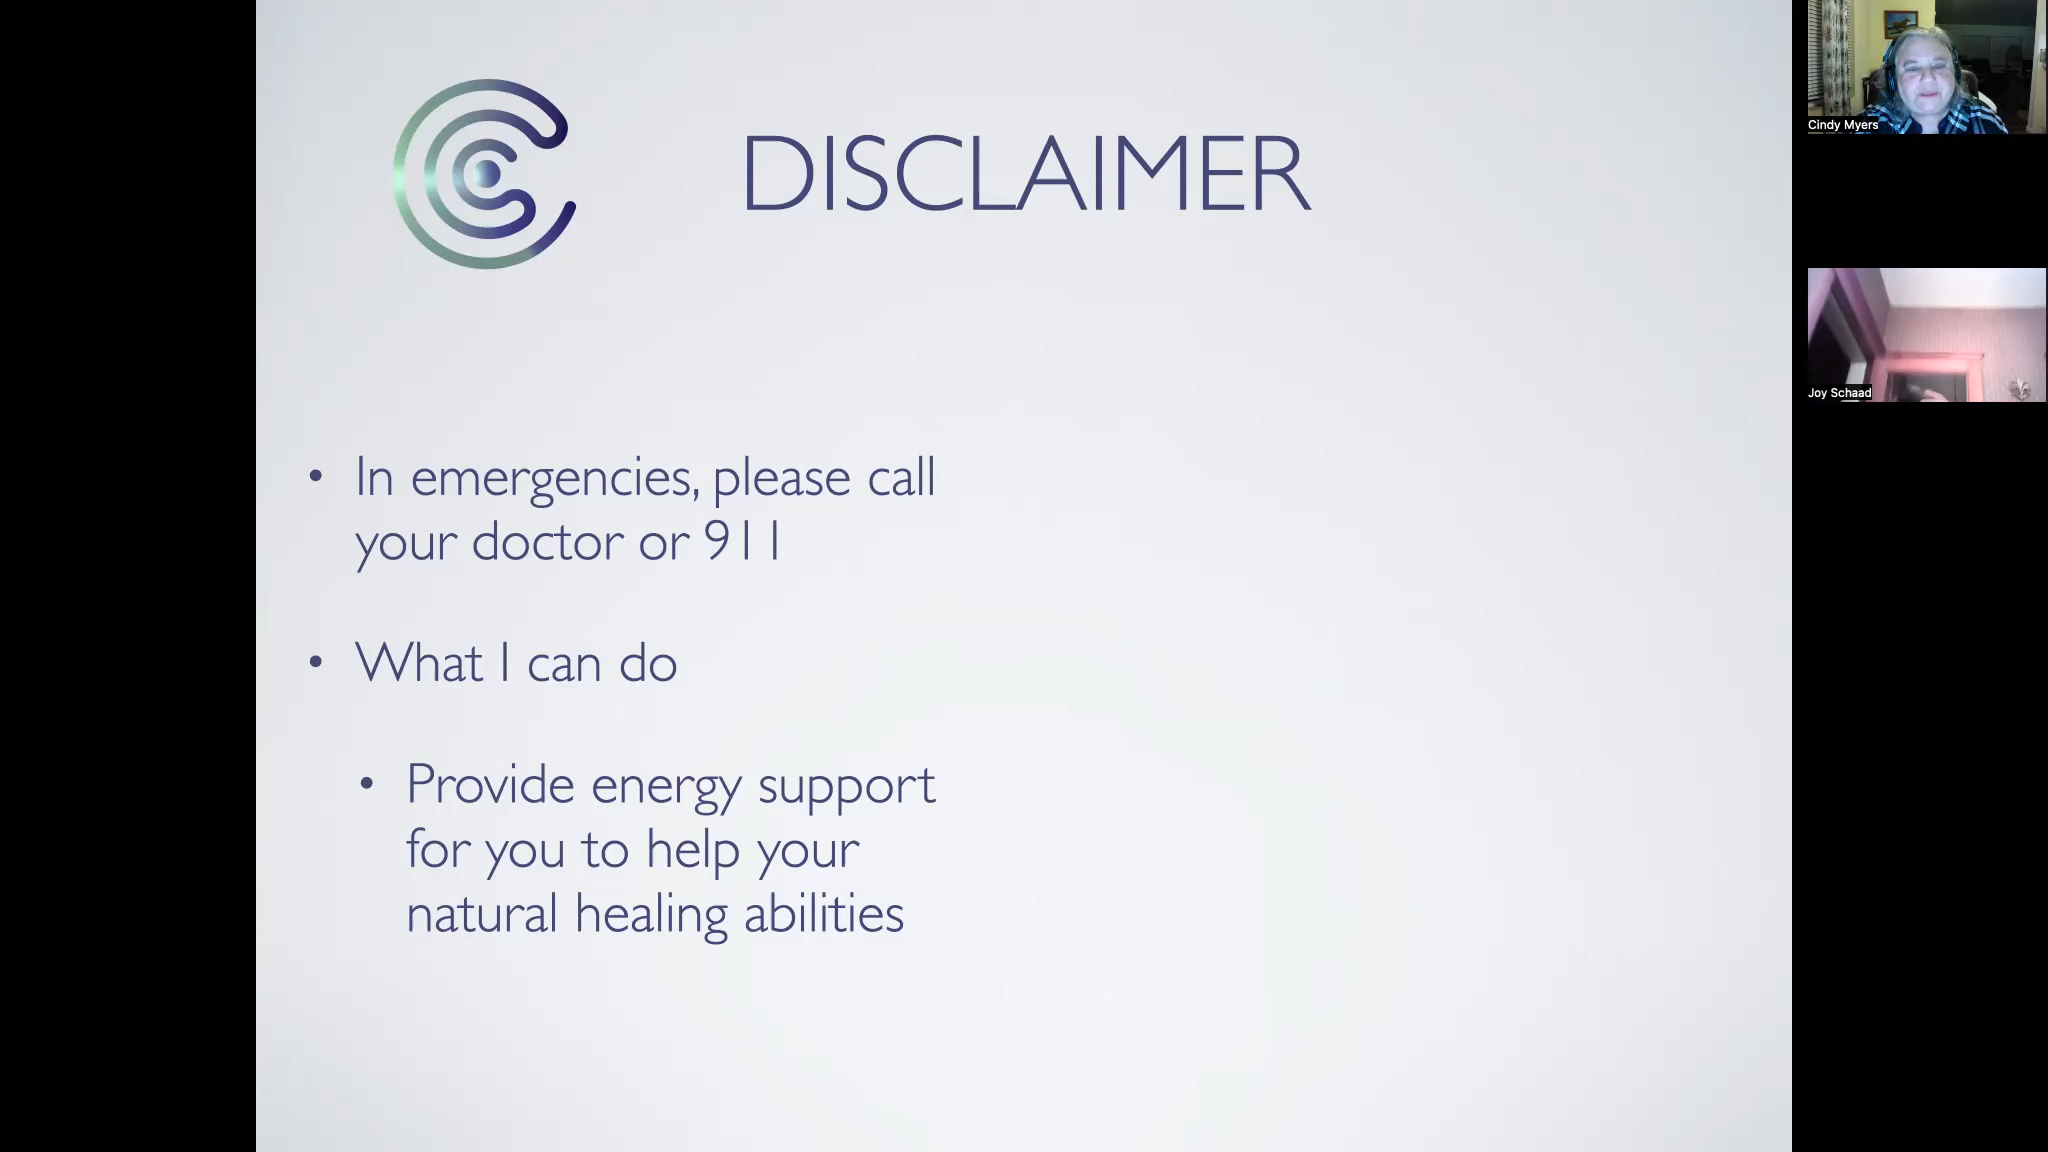 DISCLAIMER
• In emergencies, please call
your doctor or 911
• What I can do
• Provide energy support
for you to help your
natural healing abilities
Cindy Myers
Joy Schaad